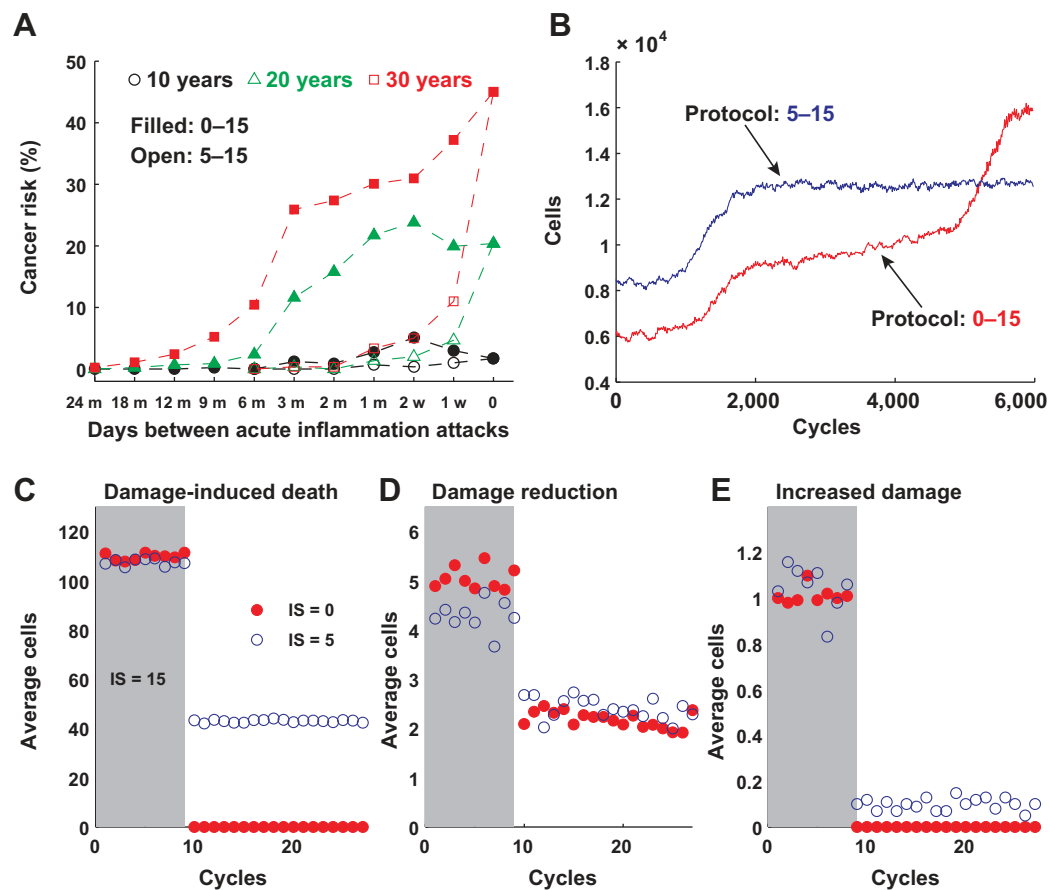 A
Cancer risk (%)
50
40
30
20
10
0
10 years
20 years
30 years
Filled: 0–15
Open: 5–15
24 m 18 m 12 m 9 m 6 m 3 m 2 m 1 m 2 w 1 w 0
Days between acute inflammation attacks
B
× 10⁴
Cells
1.8
1.6
1.4
1.2
1.0
0.8
0.6
0.4
Protocol: 5–15
Protocol: 0–15
0 2,000 4,000 6,000
Cycles
C
Damage-induced death
Average cells
120
100
80
60
40
20
0
IS = 0
IS = 5
IS = 15
0 10 20
Cycles
D
Damage reduction
Average cells
6
5
4
3
2
1
0
0 10 20
Cycles
E
Increased damage
Average cells
1.2
1
0.8
0.6
0.4
0.2
0
0 10 20
Cycles